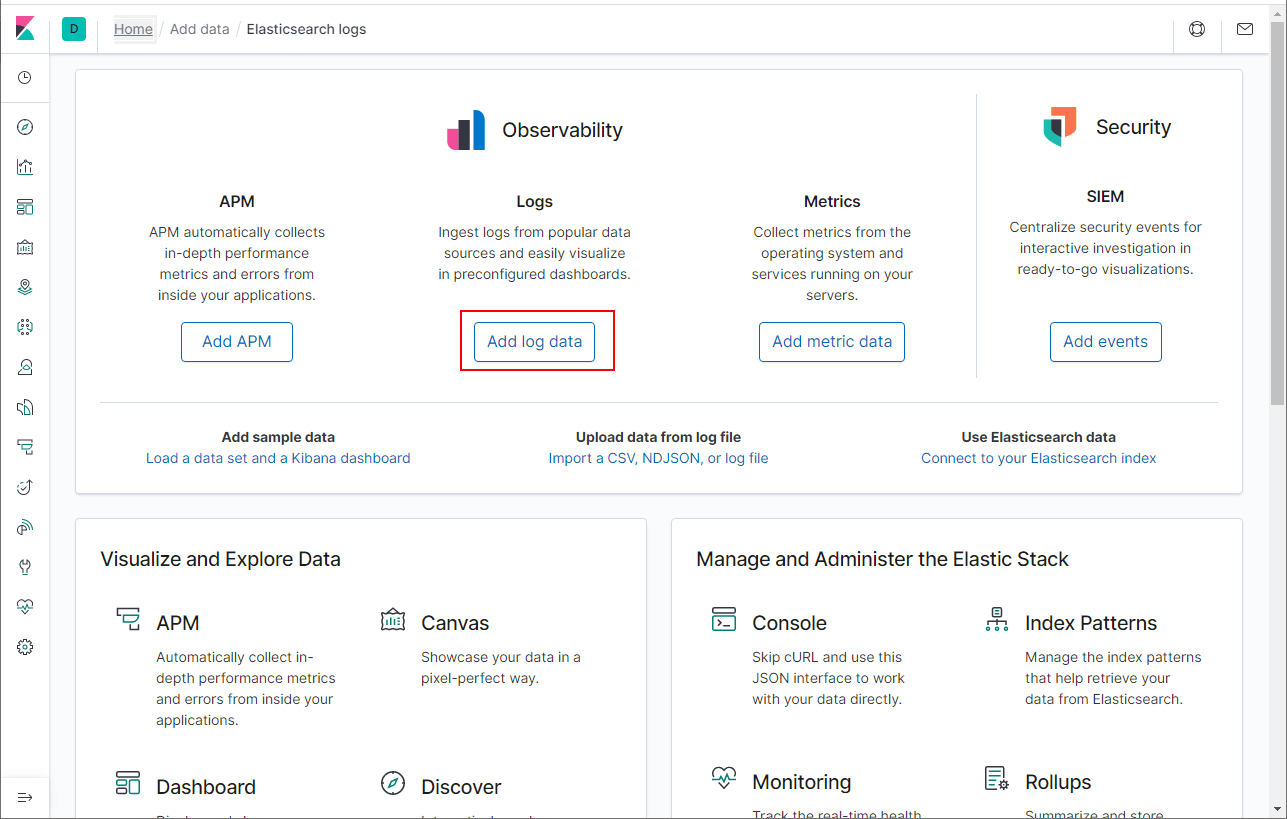 D
Home / Add data / Elasticsearch logs
Observability
Security
APM
APM automatically collects
in-depth performance
metrics and errors from
inside your applications.
Add APM
Logs
Ingest logs from popular data
sources and easily visualize
in preconfigured dashboards.
Add log data
Metrics
Collect metrics from the
operating system and
services running on your
servers.
Add metric data
SIEM
Centralize security events for
interactive investigation in
ready-to-go visualizations.
Add events
Add sample data
Load a data set and a Kibana dashboard
Upload data from log file
Import a CSV, NDJSON, or log file
Use Elasticsearch data
Connect to your Elasticsearch index
Visualize and Explore Data
APM
Automatically collect in-
depth performance metrics
and errors from inside your
applications.
Canvas
Showcase your data in a
pixel-perfect way.
Dashboard
Discover
Manage and Administer the Elastic Stack
Console
Skip cURL and use this
JSON interface to work
with your data directly.
Index Patterns
Manage the index patterns
that help retrieve your
data from Elasticsearch.
Monitoring
Track the real-time health
Rollups
Summarize and store